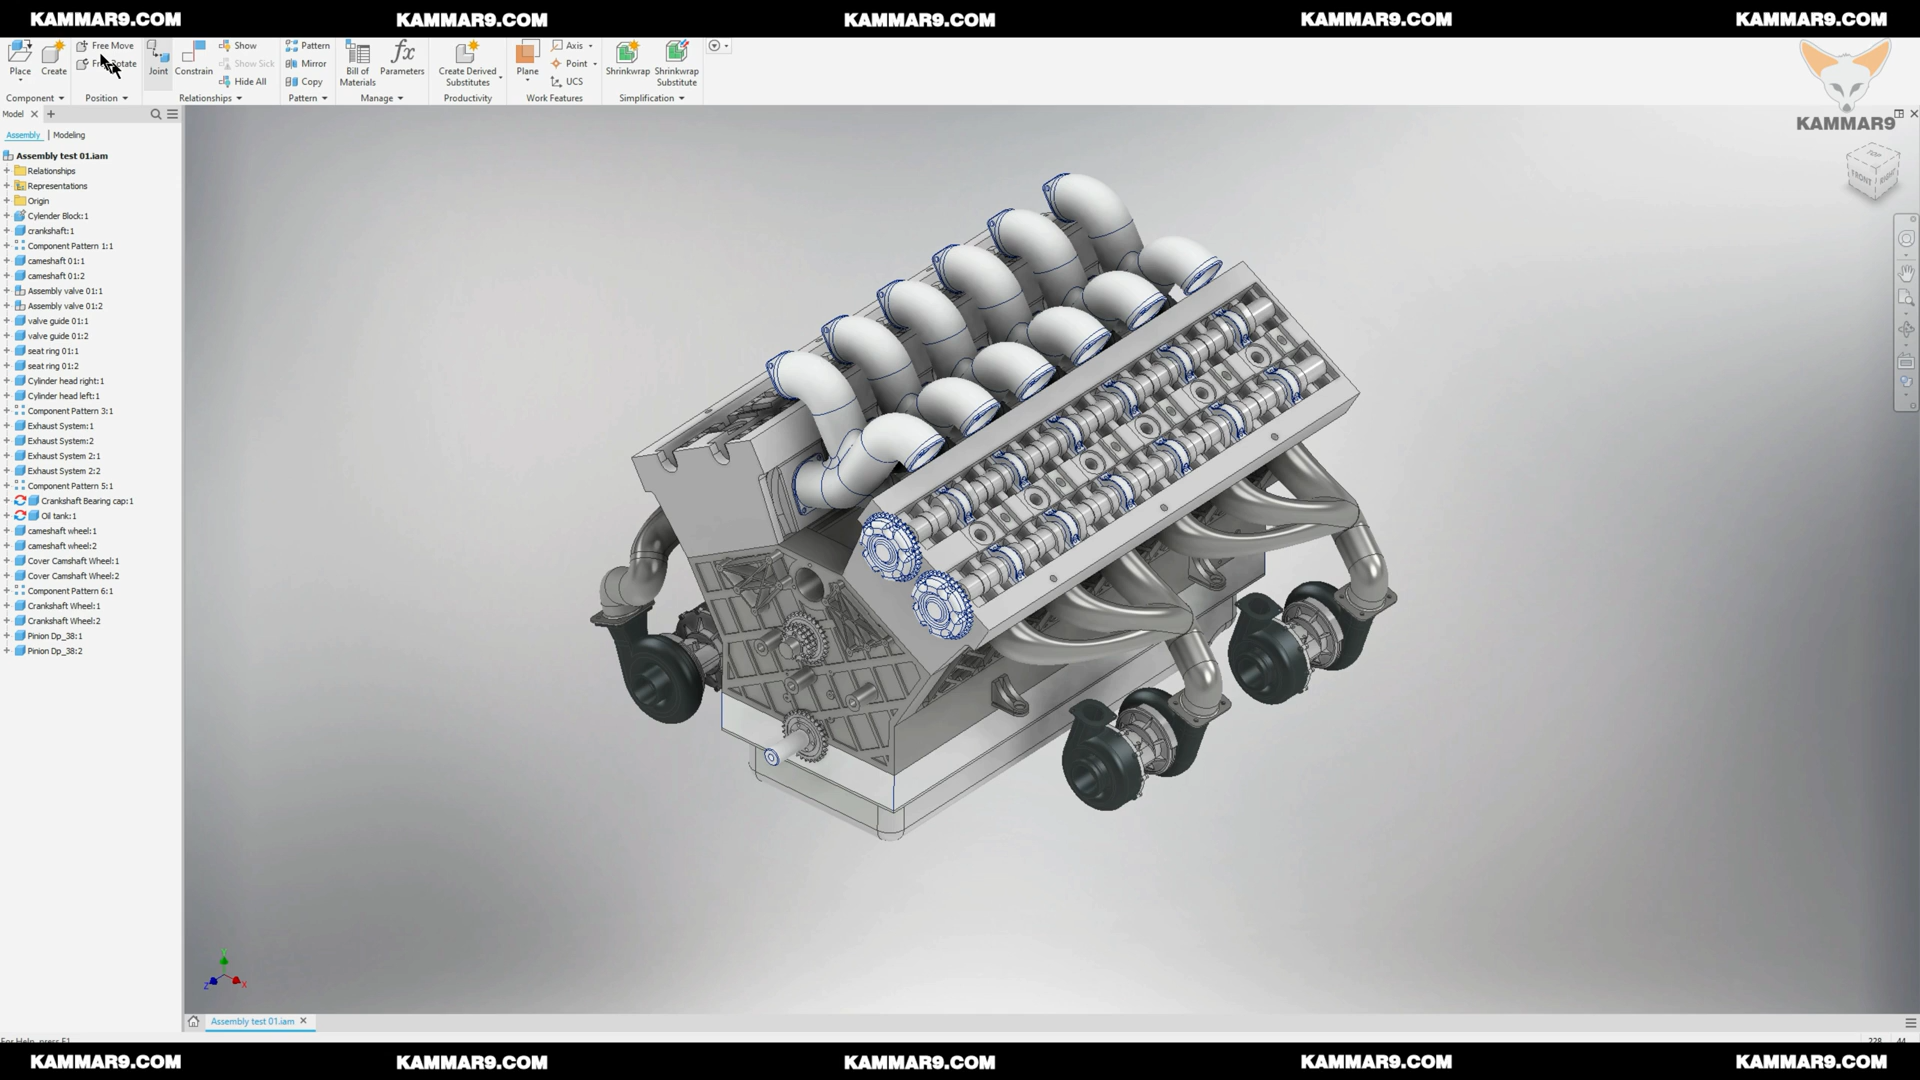 KAMMAR9.COM KAMMAR9.COM KAMMAR9.COM KAMMAR9.COM KAMMAR9.COM
Place
Create
Free Move
Joint
Constrain
Show
Show Sick
Hide All
Pattern
Mirror
Copy
Bill of
Materials
fx
Parameters
Create Derived
Substitutes
Plane
Axis
Point
UCS
Shrinkwrap
Shrinkwrap
Substitute
Component Position Relationships Pattern Manage Productivity Work Features Simplification
KAMMAR9
Model
Assembly Modeling
TOP
FRONT
RIGHT
Assembly test 01.iam
Relationships
Representations
Origin
Cylender Block:1
crankshaft:1
Component Pattern 1:1
cameshaft 01:1
cameshaft 01:2
Assembly valve 01:1
Assembly valve 01:2
valve guide 01:1
valve guide 01:2
seat ring 01:1
seat ring 01:2
Cylinder head right:1
Cylinder head left:1
Component Pattern 3:1
Exhaust System:1
Exhaust System:2
Exhaust System 2:1
Exhaust System 2:2
Component Pattern 5:1
Crankshaft Bearing cap:1
Oil tank:1
cameshaft wheel:1
cameshaft wheel:2
Cover Camshaft Wheel:1
Cover Camshaft Wheel:2
Component Pattern 6:1
Crankshaft Wheel:1
Crankshaft Wheel:2
Pinion Dp_38:1
Pinion Dp_38:2
Z X
Assembly test 01.iam
For Help, press F1
KAMMAR9.COM KAMMAR9.COM KAMMAR9.COM KAMMAR9.COM KAMMAR9.COM